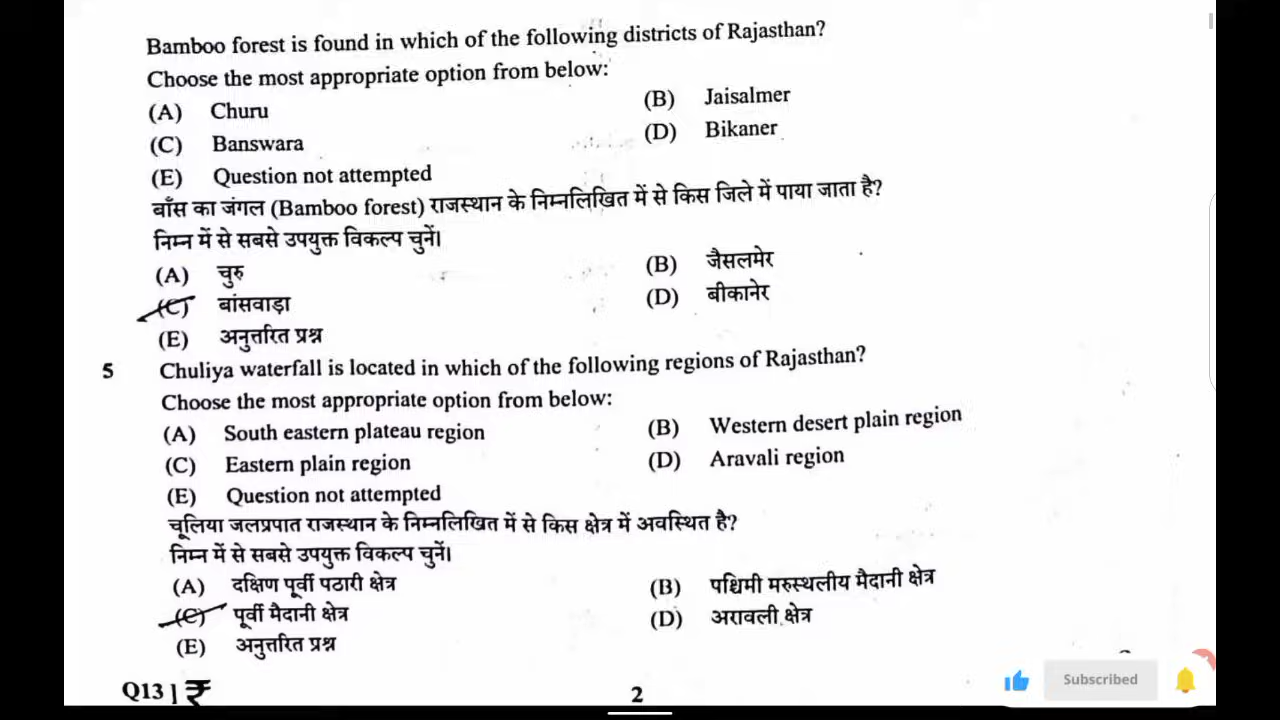 Bamboo forest is found in which of the following districts of Rajasthan?
Choose the most appropriate option from below:
(A) Churu (B) Jaisalmer
(C) Banswara (D) Bikaner
(E) Question not attempted
बाँस का जंगल (Bamboo forest) राजस्थान के निम्नलिखित में से किस जिले में पाया जाता है?
निम्न में से सबसे उपयुक्त विकल्प चुनें।
(A) चुरु (B) जैसलमेर
(C) बांसवाड़ा (D) बीकानेर
(E) अनुत्तरित प्रश्न
5 Chuliya waterfall is located in which of the following regions of Rajasthan?
Choose the most appropriate option from below:
(A) South eastern plateau region (B) Western desert plain region
(C) Eastern plain region (D) Aravali region
(E) Question not attempted
चूलिया जलप्रपात राजस्थान के निम्नलिखित में से किस क्षेत्र में अवस्थित है?
निम्न में से सबसे उपयुक्त विकल्प चुनें।
(A) दक्षिण पूर्वी पठारी क्षेत्र (B) पश्चिमी मरुस्थलीय मैदानी क्षेत्र
(C) पूर्वी मैदानी क्षेत्र (D) अरावली क्षेत्र
(E) अनुत्तरित प्रश्न
Q13 | ₹ 2
Subscribed